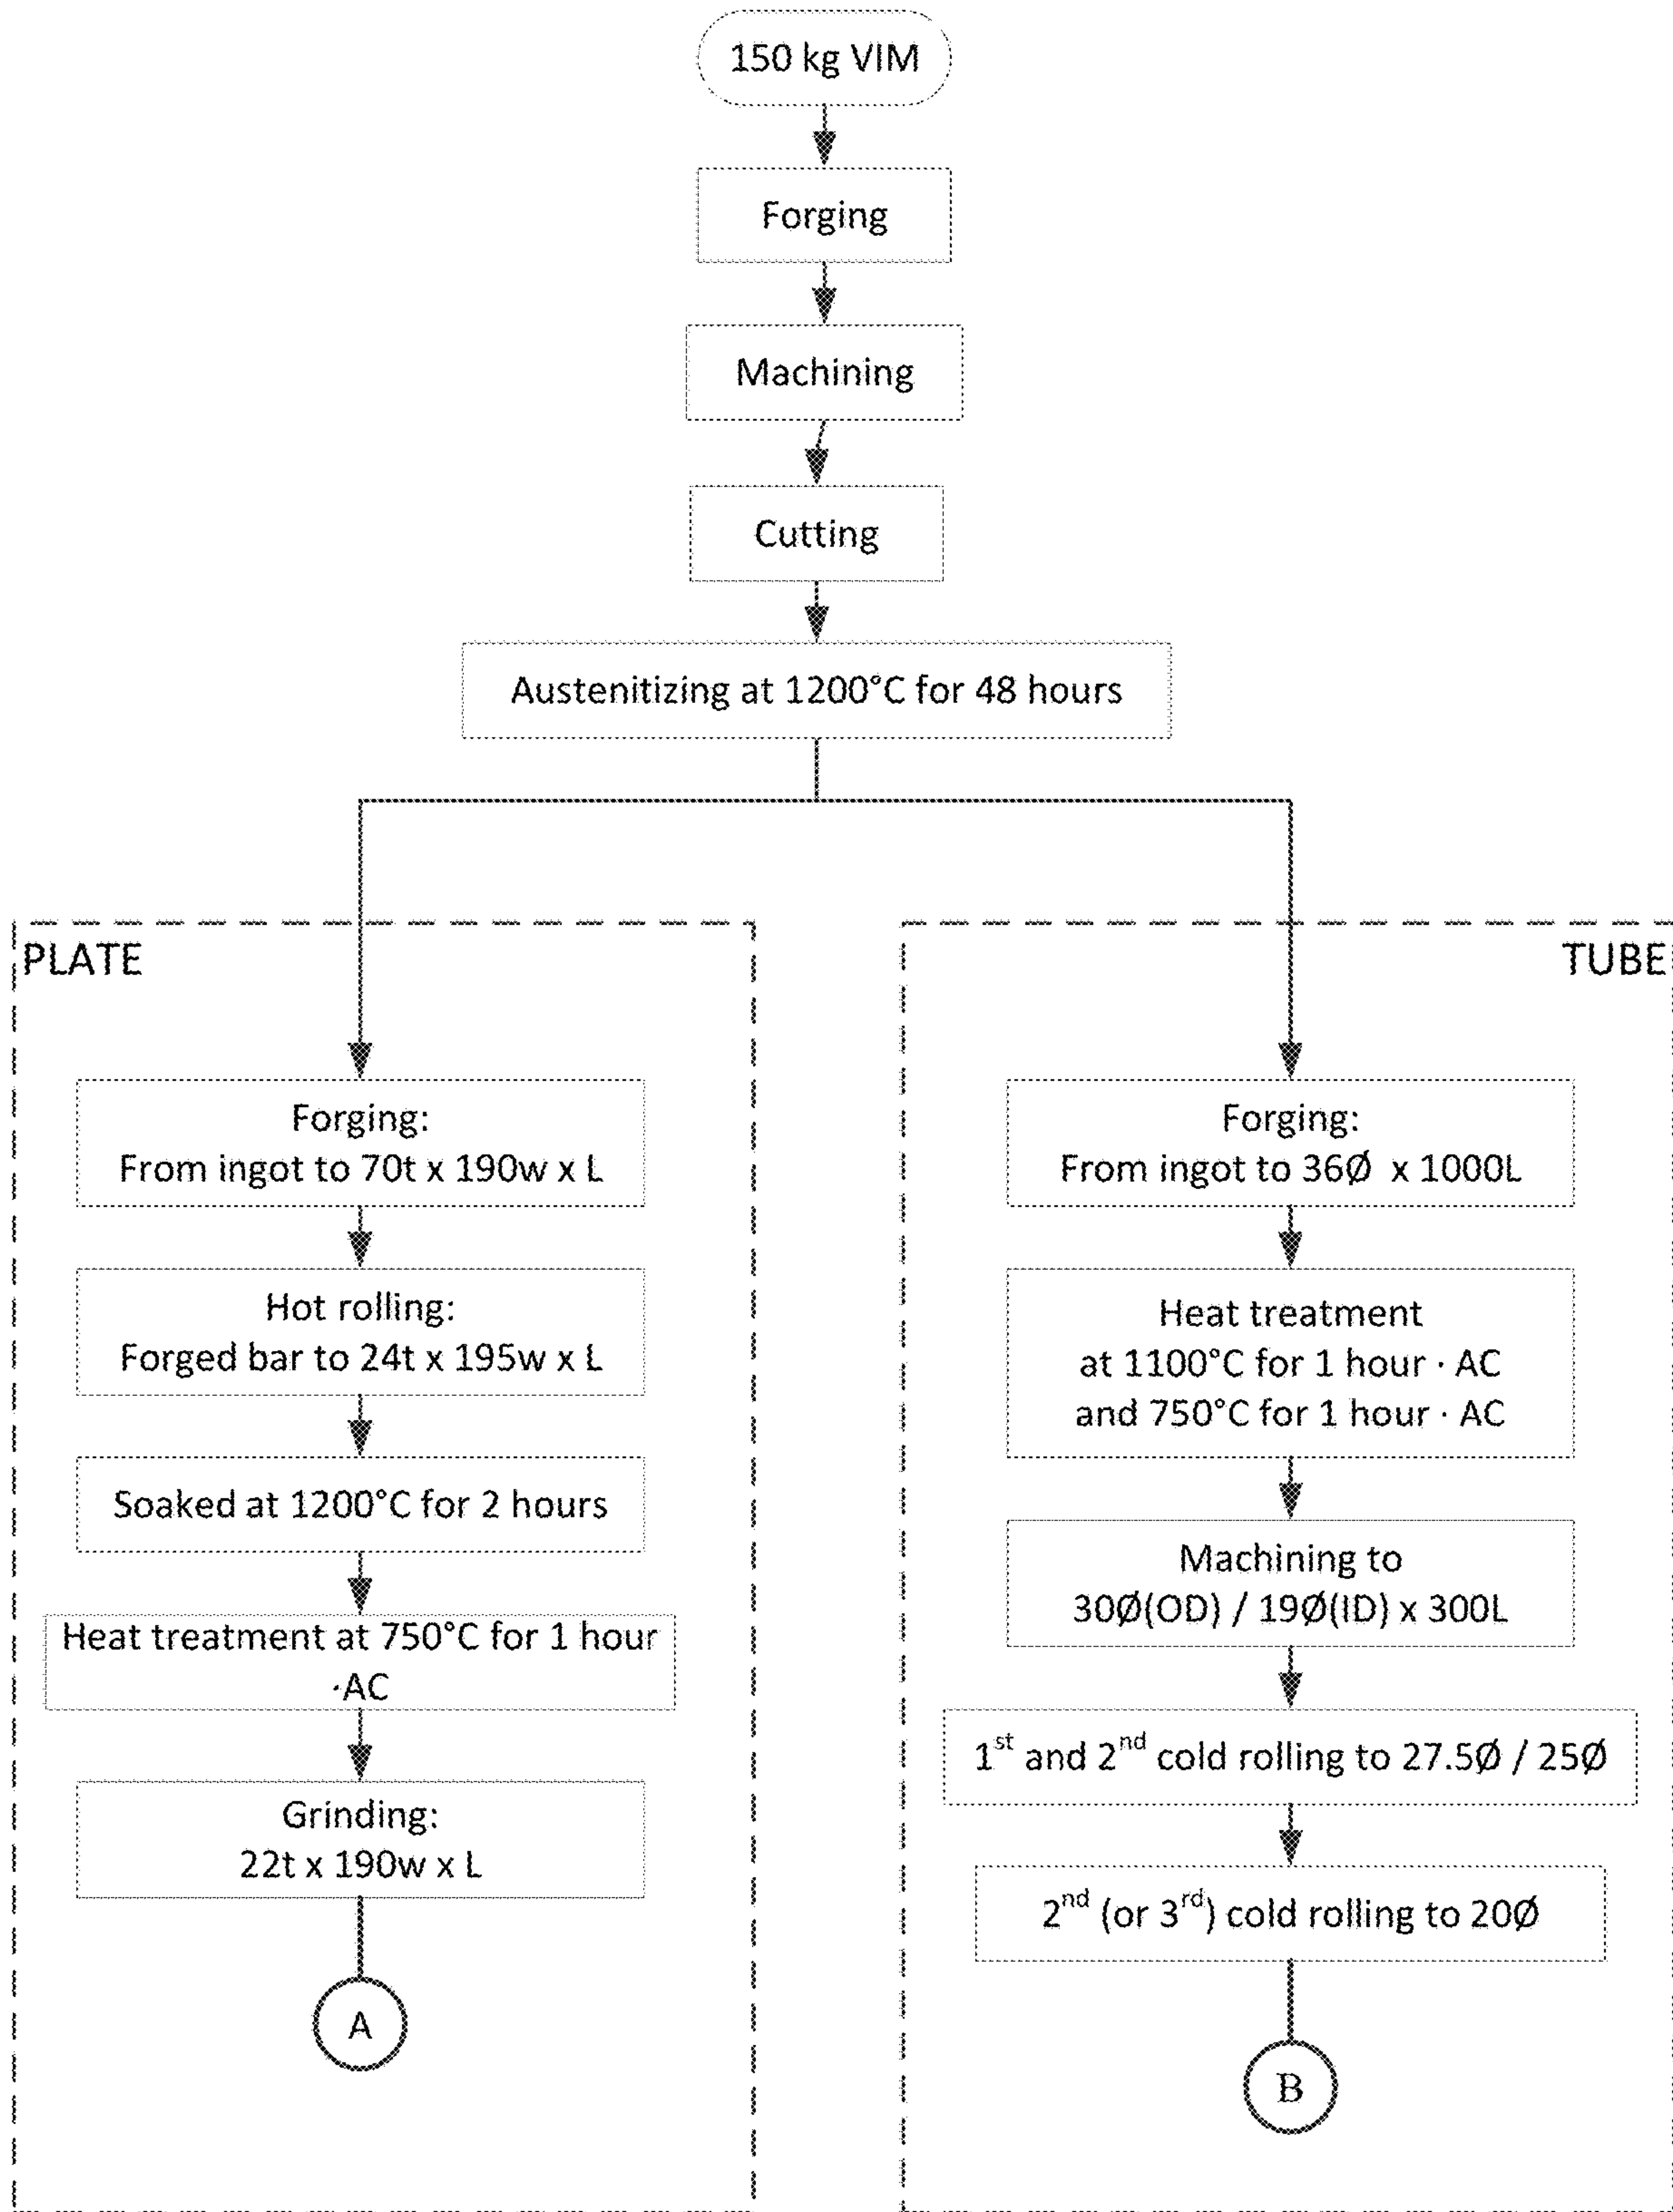 150 kg VIM
Forging
Machining
Cutting
Austenitizing at 1200°C for 48 hours
PLATE
Forging:
From ingot to 70t x 190w x L
Hot rolling:
Forged bar to 24t x 195w x L
Soaked at 1200°C for 2 hours
Heat treatment at 750°C for 1 hour
·AC
Grinding:
22t x 190w x L
A
TUBE
Forging:
From ingot to 36Ø x 1000L
Heat treatment
at 1100°C for 1 hour · AC
and 750°C for 1 hour · AC
Machining to
30Ø(OD) / 19Ø(ID) x 300L
1st and 2nd cold rolling to 27.5Ø / 25Ø
2nd (or 3rd) cold rolling to 20Ø
B